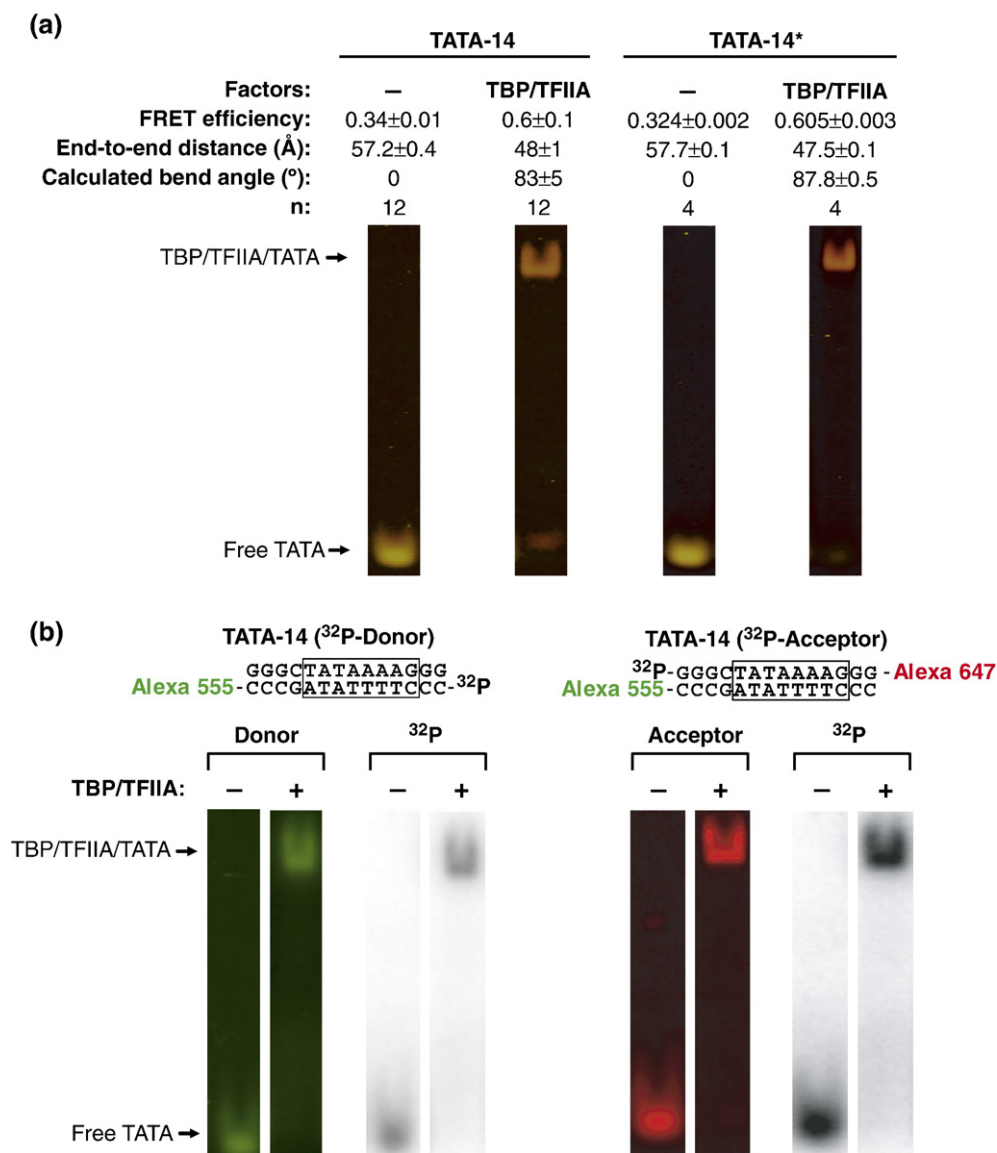 (a)
TATA-14 TATA-14*
Factors: – TBP/TFIIA – TBP/TFIIA
FRET efficiency: 0.34±0.01 0.6±0.1 0.324±0.002 0.605±0.003
End-to-end distance (Å): 57.2±0.4 48±1 57.7±0.1 47.5±0.1
Calculated bend angle (º): 0 83±5 0 87.8±0.5
n: 12 12 4 4
TBP/TFIIA/TATA
Free TATA
(b)
TATA-14 (³²P-Donor) TATA-14 (³²P-Acceptor)
GGGCTATAAAAGGG ³²P-GGGCTATAAAAGGG - Alexa 647
Alexa 555-CCCGATATTTTCCC-³²P Alexa 555-CCCGATATTTTCCC
Donor ³²P Acceptor ³²P
TBP/TFIIA: – + – + – + – +
TBP/TFIIA/TATA
Free TATA